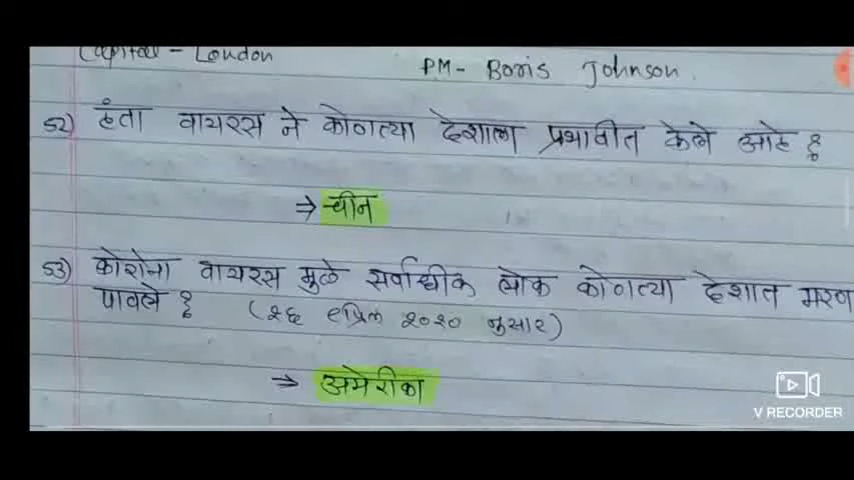 Capital - London
PM- Boris Johnson.
52) हंता वायरस ने कोणत्या देशाला प्रभावीत केले आहे ?
⇒ चीन
53) कोरोना वायरस मुळे सर्वाधीक लोक कोणत्या देशात मरण
पावले ? (२६ एप्रिल २०२० नुसार)
⇒ अमेरीका
V RECORDER